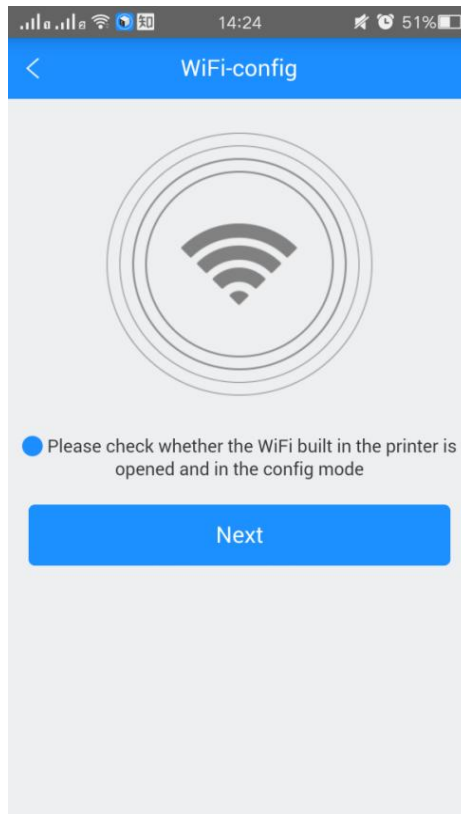 知 14:24 51%
WiFi-config
Please check whether the WiFi built in the printer is
opened and in the config mode
Next